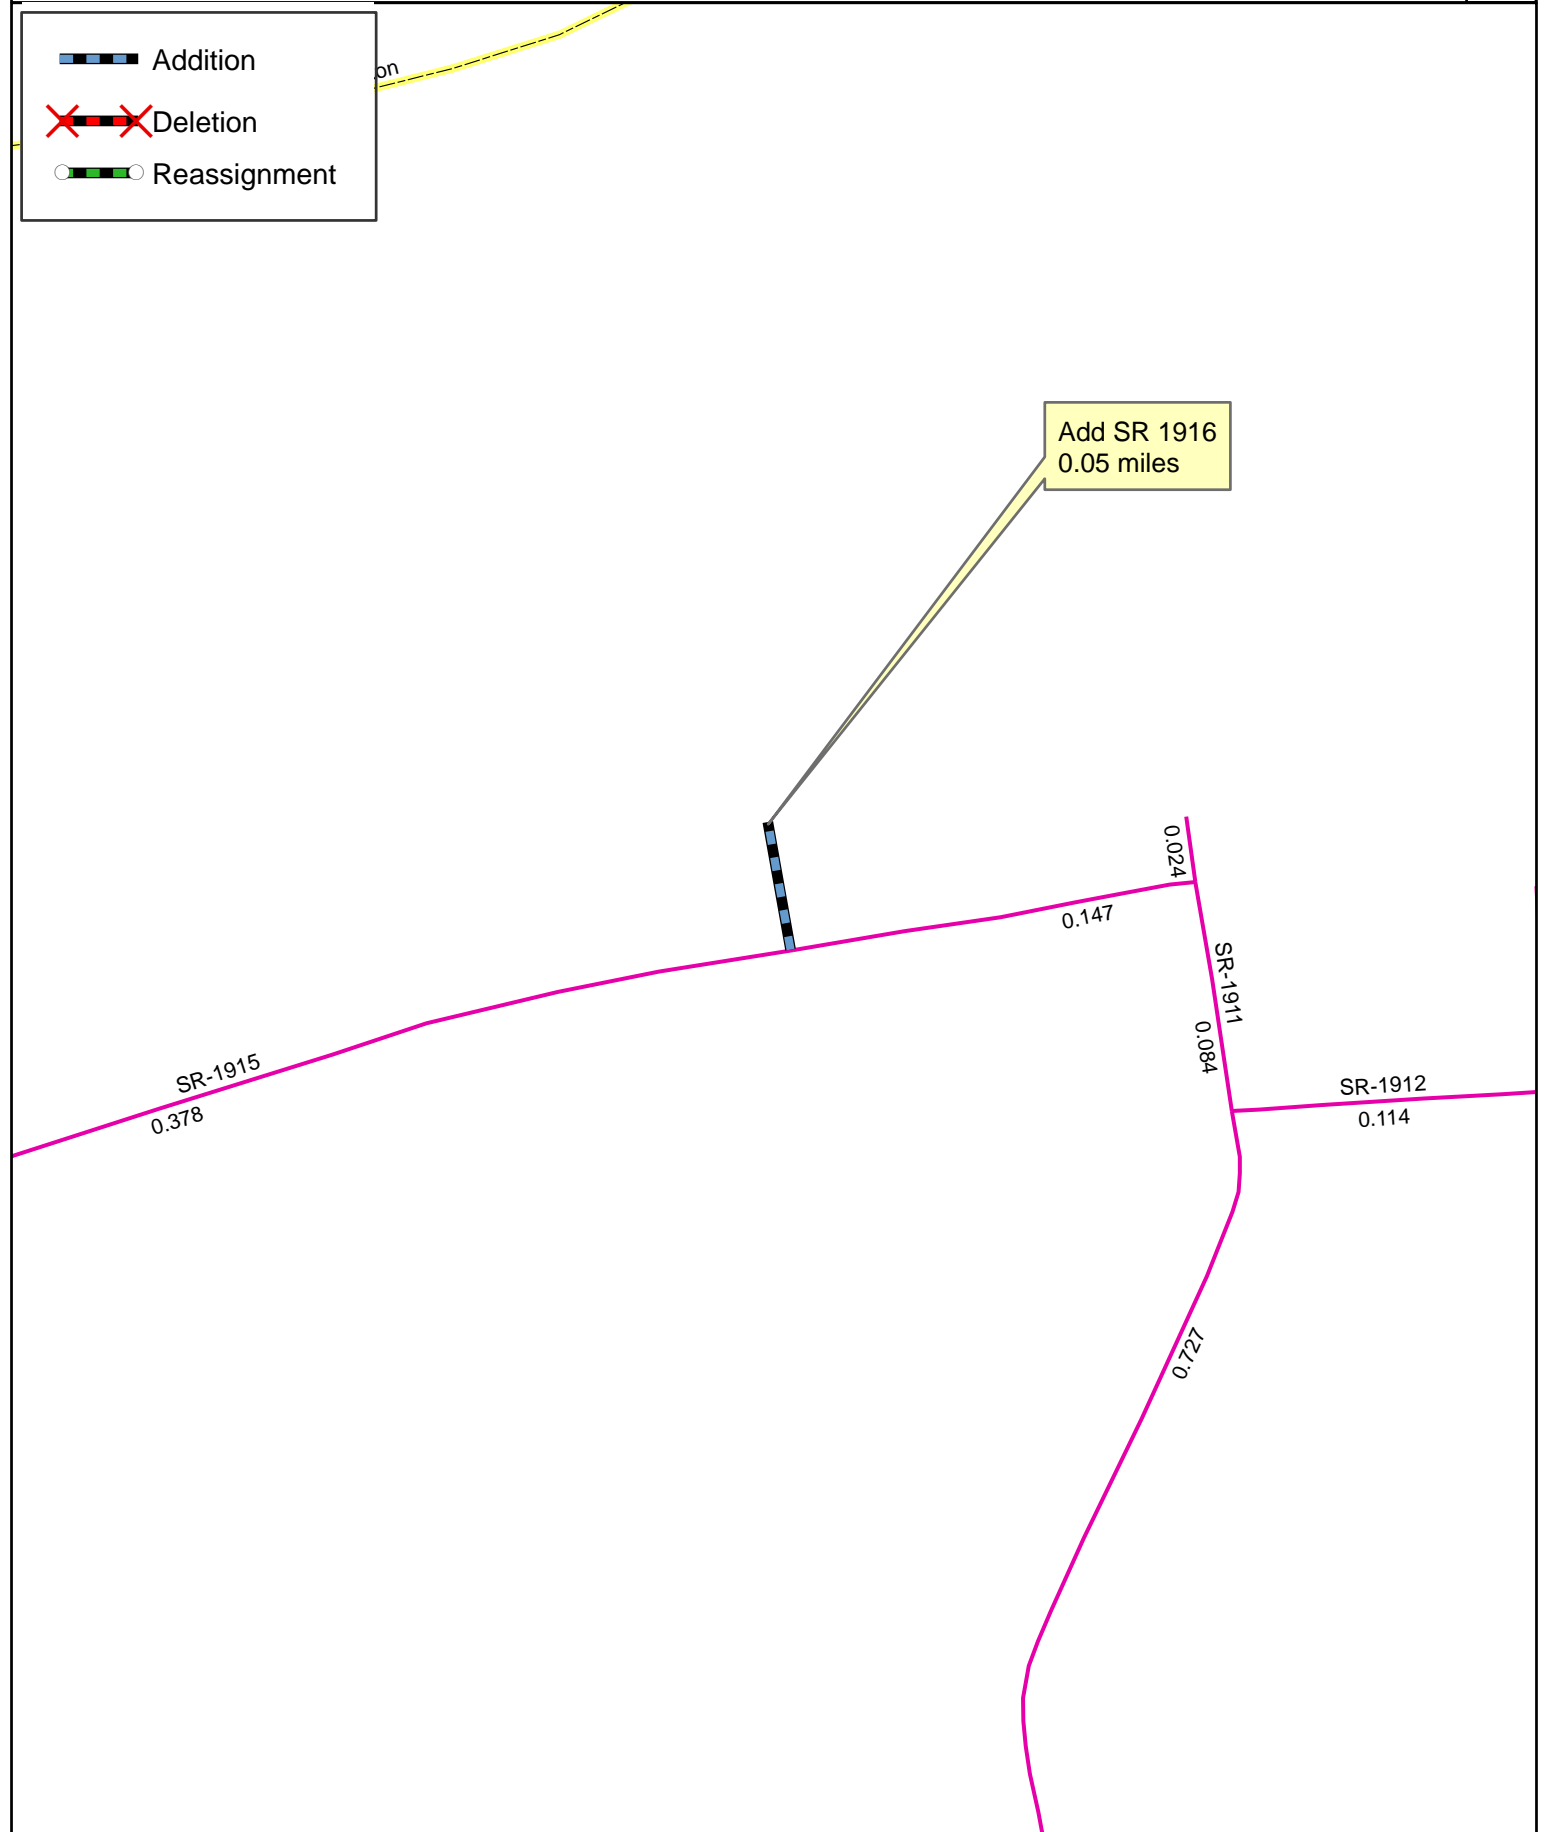 Addition
Deletion
Reassignment
Add SR 1916
0.05 miles
0.024
0.147
SR-1911
0.084
SR-1915
0.378
SR-1912
0.114
0.727